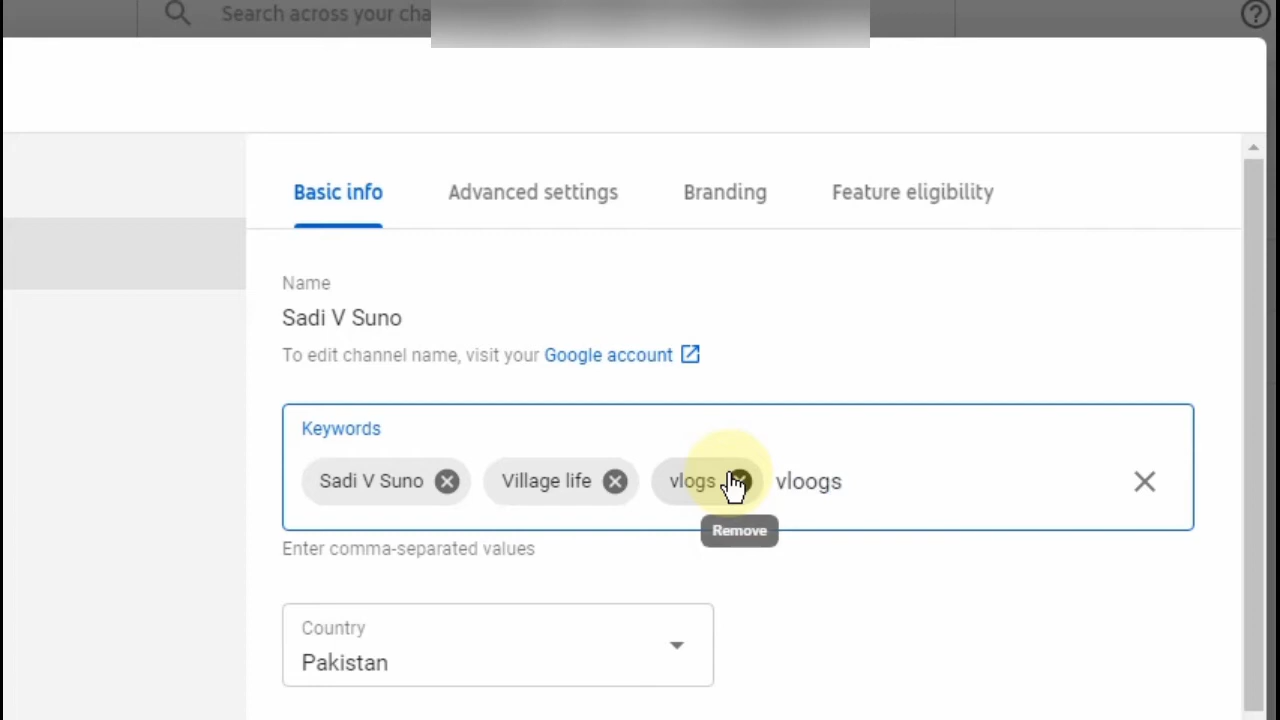 Search across your cha
Basic info Advanced settings Branding Feature eligibility
Name
Sadi V Suno
To edit channel name, visit your Google account
Keywords
Sadi V Suno Village life vlogs vloogs
Remove
Enter comma-separated values
Country
Pakistan